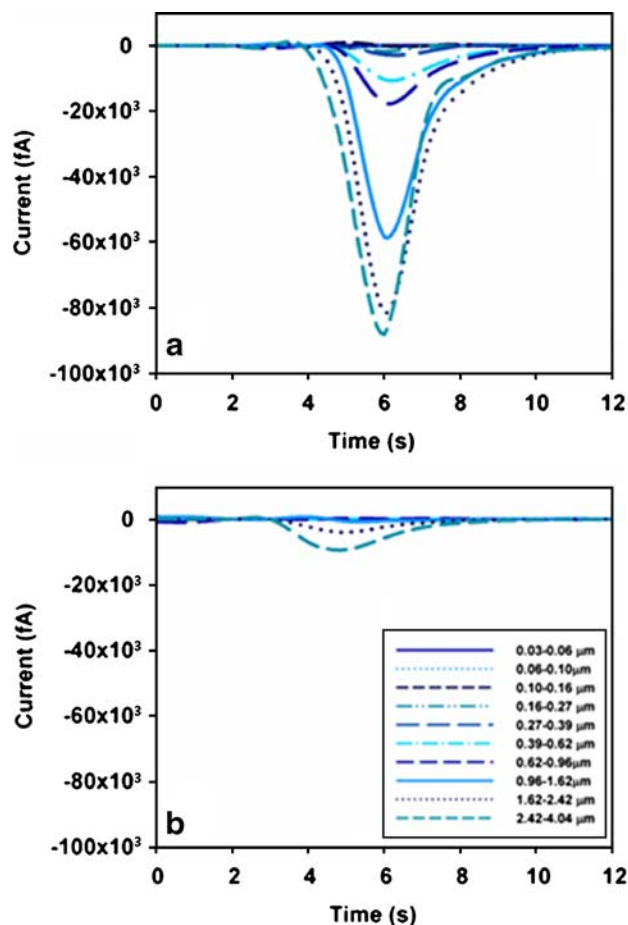 0
-20x10³
-40x10³
-60x10³
-80x10³
-100x10³
Current (fA)
a
0 2 4 6 8 10 12
Time (s)
0
-20x10³
-40x10³
-60x10³
-80x10³
-100x10³
Current (fA)
0.03-0.06 µm
0.06-0.10µm
0.10-0.16 µm
0.16-0.27 µm
0.27-0.39 µm
0.39-0.62 µm
0.62-0.96µm
0.96-1.62µm
1.62-2.42 µm
2.42-4.04 µm
b
0 2 4 6 8 10 12
Time (s)